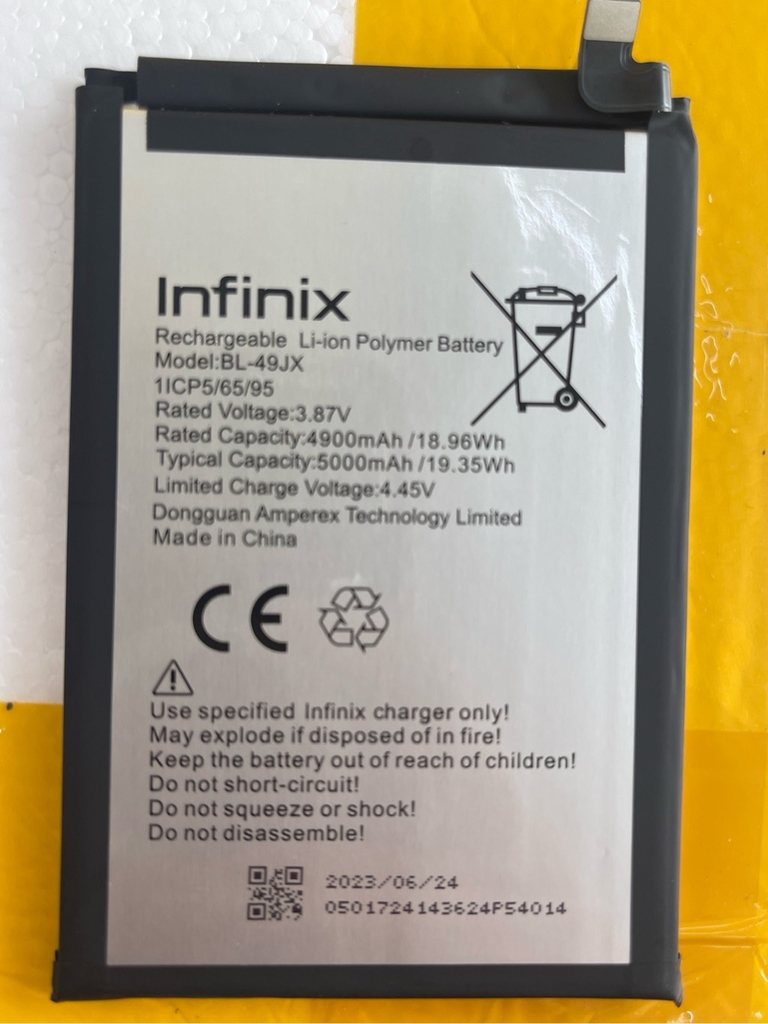 Infinix
Rechargeable Li-ion Polymer Battery
Model:BL-49JX
1ICP5/65/95
Rated Voltage:3.87V
Rated Capacity:4900mAh /18.96Wh
Typical Capacity:5000mAh /19.35Wh
Limited Charge Voltage:4.45V
Dongguan Amperex Technology Limited
Made in China
CE
Use specified Infinix charger only!
May explode if disposed of in fire!
Keep the battery out of reach of children!
Do not short-circuit!
Do not squeeze or shock!
Do not disassemble!
2023/06/24
0501724143624P54014